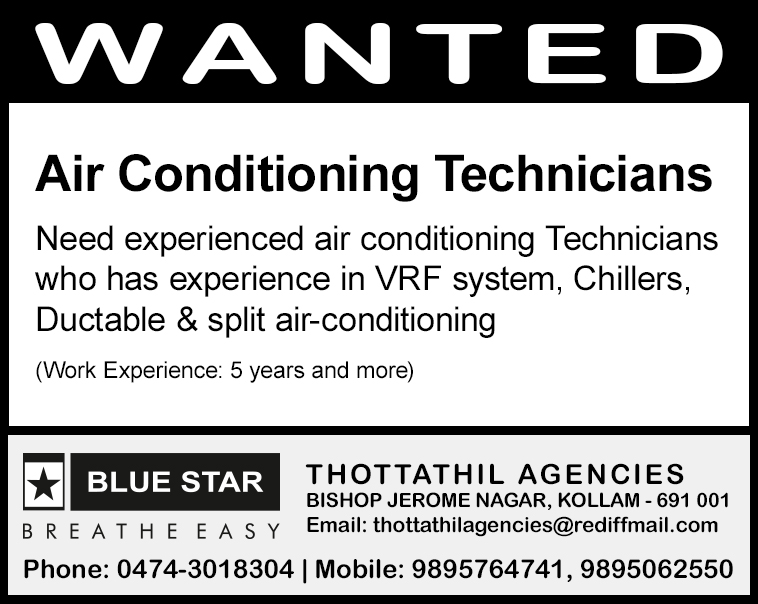 WANTED
Air Conditioning Technicians
Need experienced air conditioning Technicians
who has experience in VRF system, Chillers,
Ductable & split air-conditioning
(Work Experience: 5 years and more)
BLUE STAR
BREATHE EASY
THOTTATHIL AGENCIES
BISHOP JEROME NAGAR, KOLLAM - 691 001
Email: thottathilagencies@rediffmail.com
Phone: 0474-3018304 | Mobile: 9895764741, 9895062550